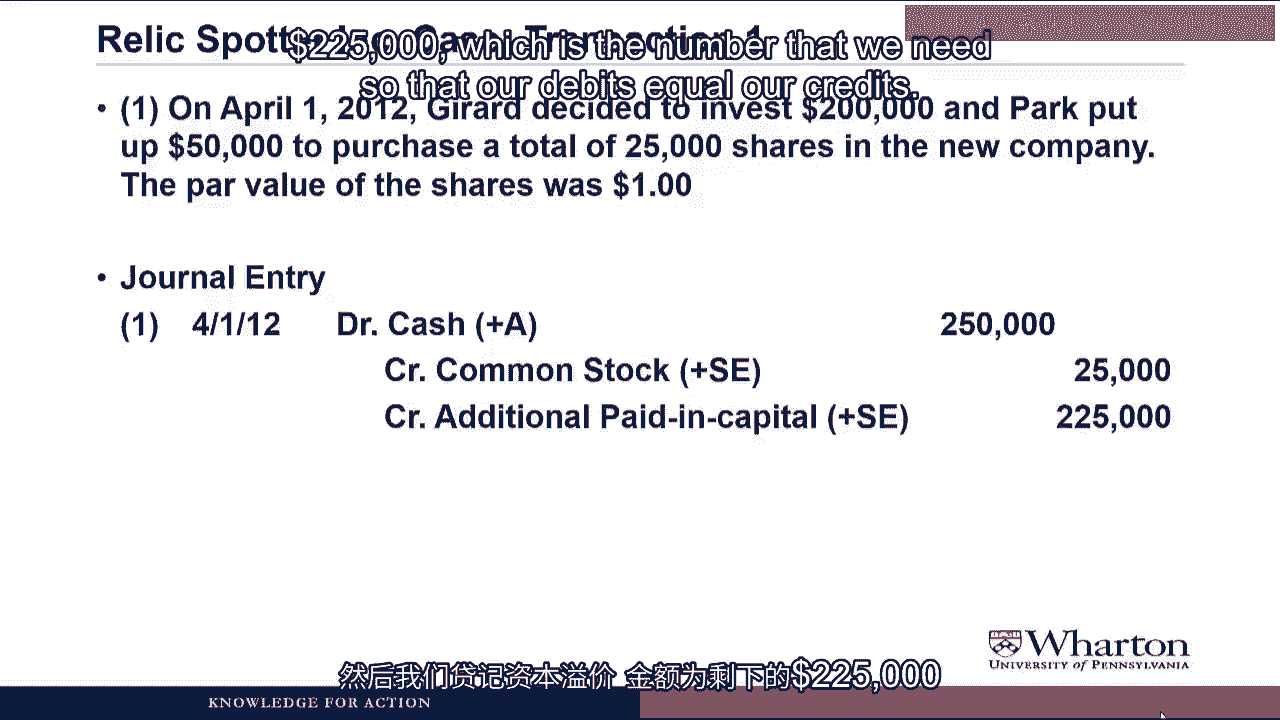 Relic Spotter
$225,000, which is the number that we need
so that our debits equal our credits.
• (1) On April 1, 2012, Girard decided to invest $200,000 and Park put
up $50,000 to purchase a total of 25,000 shares in the new company.
The par value of the shares was $1.00
• Journal Entry
(1) 4/1/12 Dr. Cash (+A) 250,000
Cr. Common Stock (+SE) 25,000
Cr. Additional Paid-in-capital (+SE) 225,000
Wharton
UNIVERSITY of PENNSYLVANIA
然后我们贷记资本溢价 金额为剩下的$225,000
KNOWLEDGE FOR ACTION